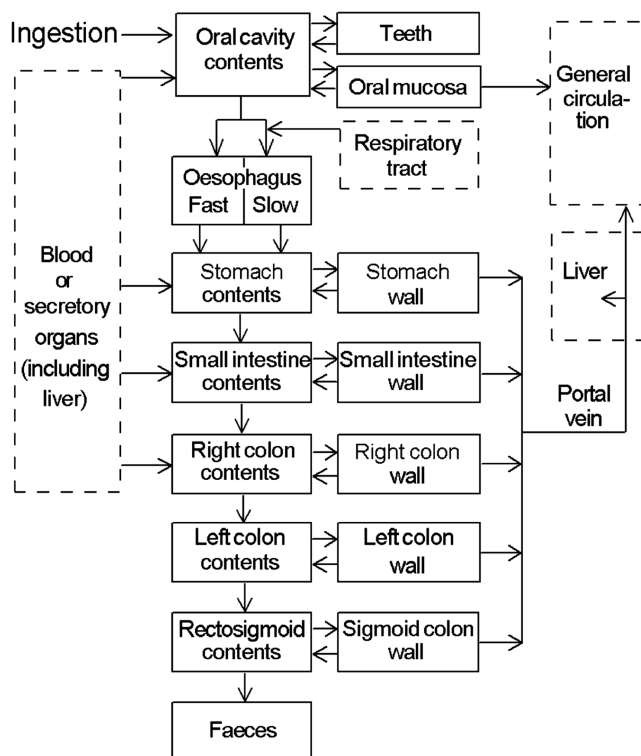 Ingestion
Oral cavity
contents
Teeth
Oral mucosa
General
circula-
tion
Respiratory
tract
Oesophagus
Fast
Slow
Blood
or
secretory
organs
(including
liver)
Stomach
contents
Stomach
wall
Liver
Small intestine
contents
Small intestine
wall
Portal
vein
Right colon
contents
Right colon
wall
Left colon
contents
Left colon
wall
Rectosigmoid
contents
Sigmoid colon
wall
Faeces